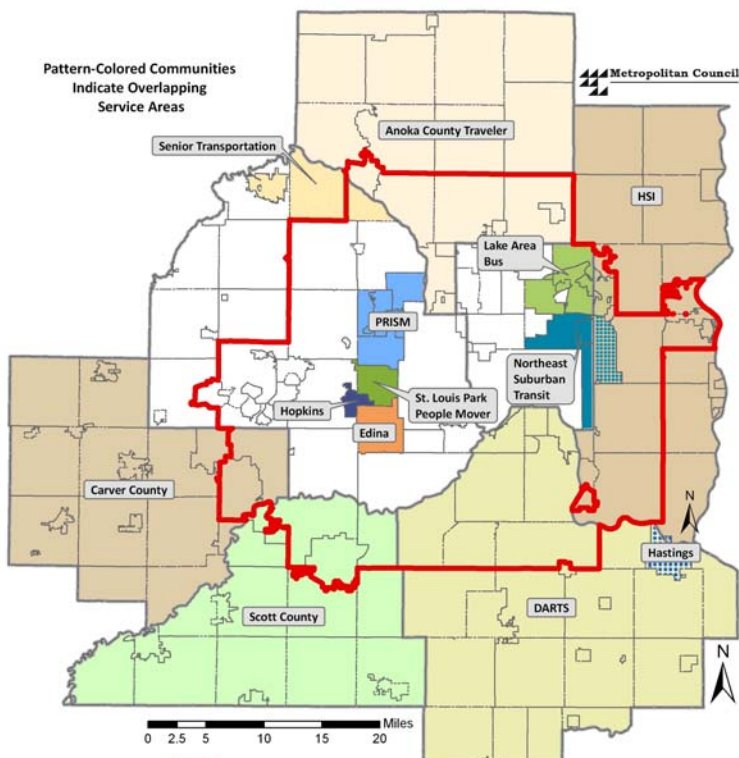 Pattern-Colored Communities
Indicate Overlapping
Service Areas
Metropolitan Council
Anoka County Traveler
Senior Transportation
HSI
Lake Area
Bus
PRISM
Northeast
Suburban
Transit
St. Louis Park
People Mover
Hopkins
Edina
Carver County
N
Hastings
Scott County
DARTS
N
Miles
0 2.5 5 10 15 20